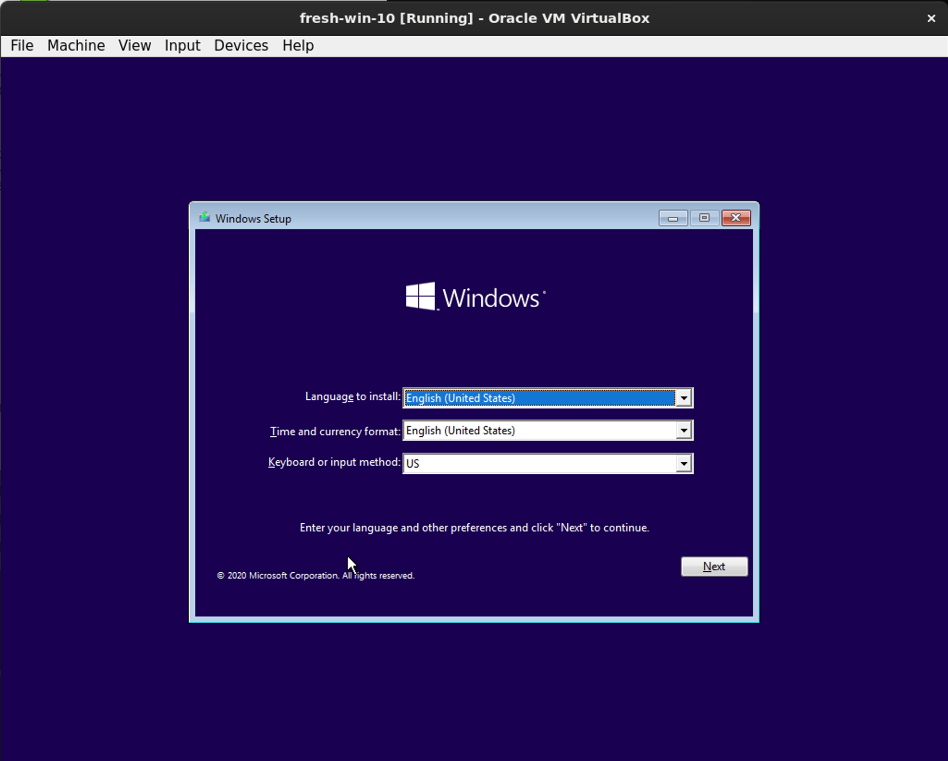 fresh-win-10 [Running] - Oracle VM VirtualBox
File Machine View Input Devices Help
Windows Setup
Windows
Language to install: English (United States)
Time and currency format: English (United States)
Keyboard or input method: US
Enter your language and other preferences and click "Next" to continue.
© 2020 Microsoft Corporation. All rights reserved.
Next